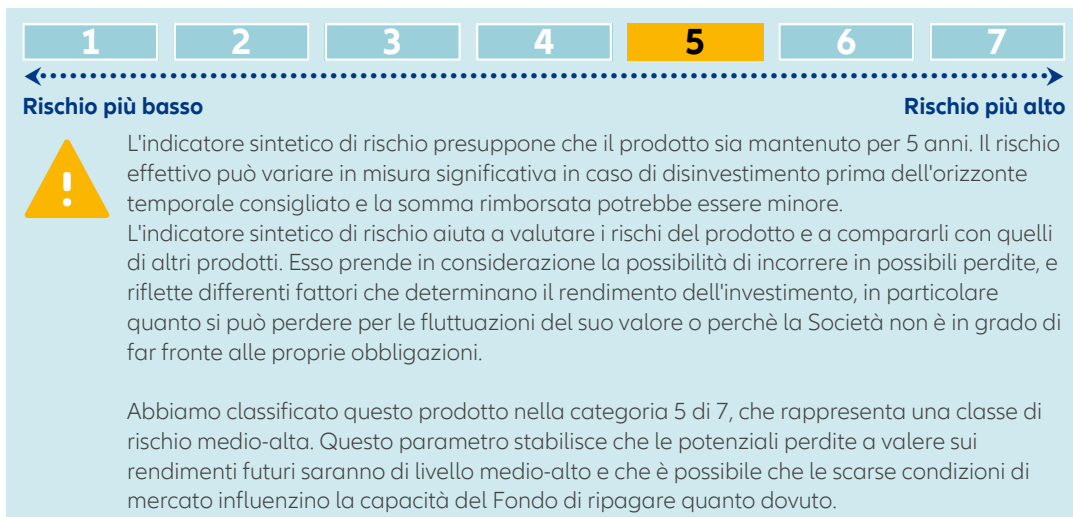 1 2 3 4 5 6 7
Rischio più basso Rischio più alto
L'indicatore sintetico di rischio presuppone che il prodotto sia mantenuto per 5 anni. Il rischio
effettivo può variare in misura significativa in caso di disinvestimento prima dell'orizzonte
temporale consigliato e la somma rimborsata potrebbe essere minore.
L'indicatore sintetico di rischio aiuta a valutare i rischi del prodotto e a compararli con quelli
di altri prodotti. Esso prende in considerazione la possibilità di incorrere in possibili perdite, e
riflette differenti fattori che determinano il rendimento dell'investimento, in particolare
quanto si può perdere per le fluttuazioni del suo valore o perchè la Società non è in grado di
far fronte alle proprie obbligazioni.
Abbiamo classificato questo prodotto nella categoria 5 di 7, che rappresenta una classe di
rischio medio-alta. Questo parametro stabilisce che le potenziali perdite a valere sui
rendimenti futuri saranno di livello medio-alto e che è possibile che le scarse condizioni di
mercato influenzino la capacità del Fondo di ripagare quanto dovuto.